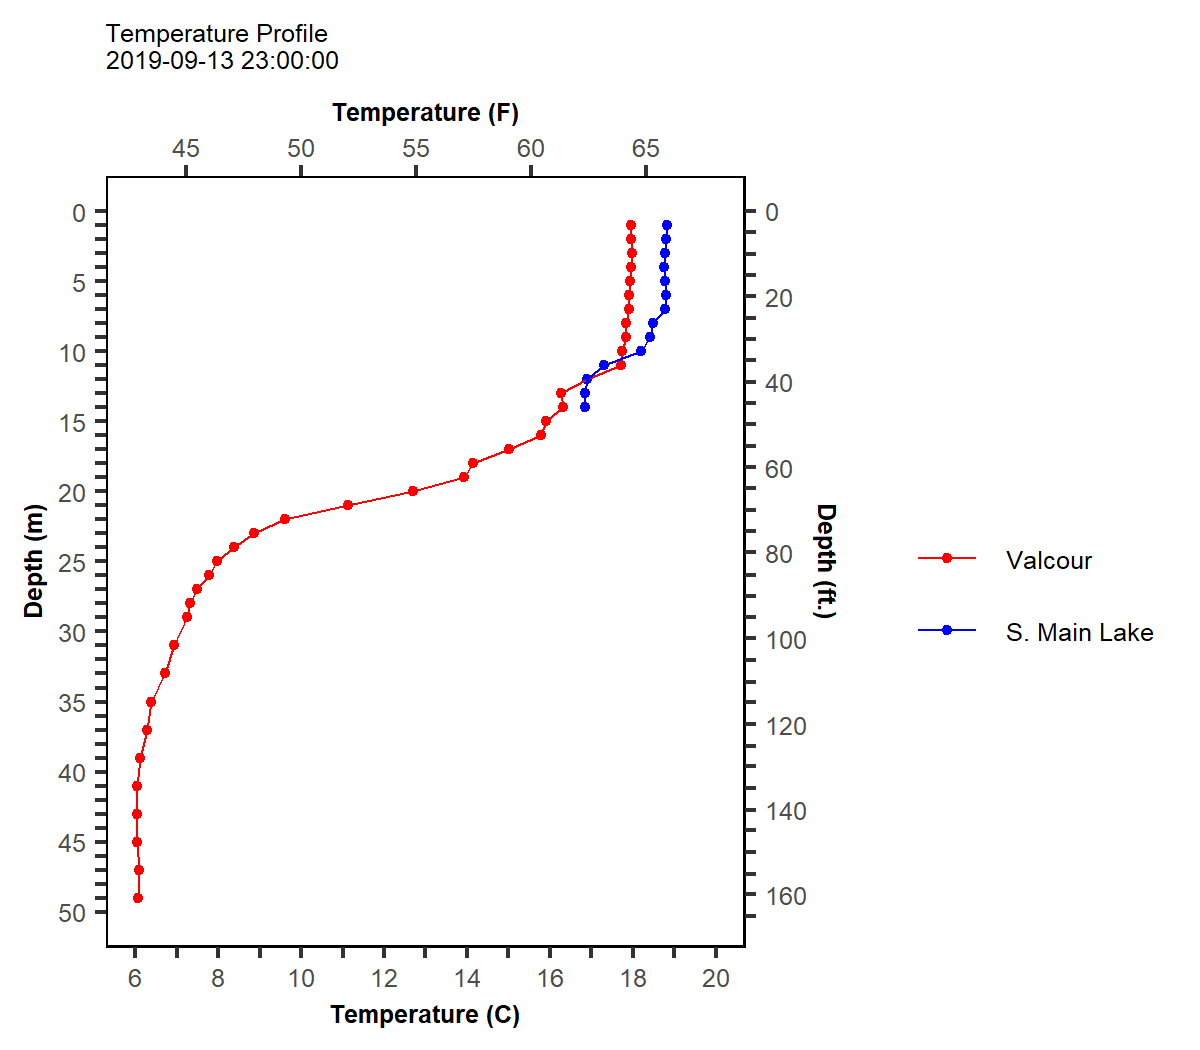 Temperature Profile
2019-09-13 23:00:00
Temperature (F)
45 50 55 60 65
0 5 10 15 20 25 30 35 40 45 50
Depth (m)
0 20 40 60 80 100 120 140 160
Depth (ft.)
Valcour
S. Main Lake
6 8 10 12 14 16 18 20
Temperature (C)